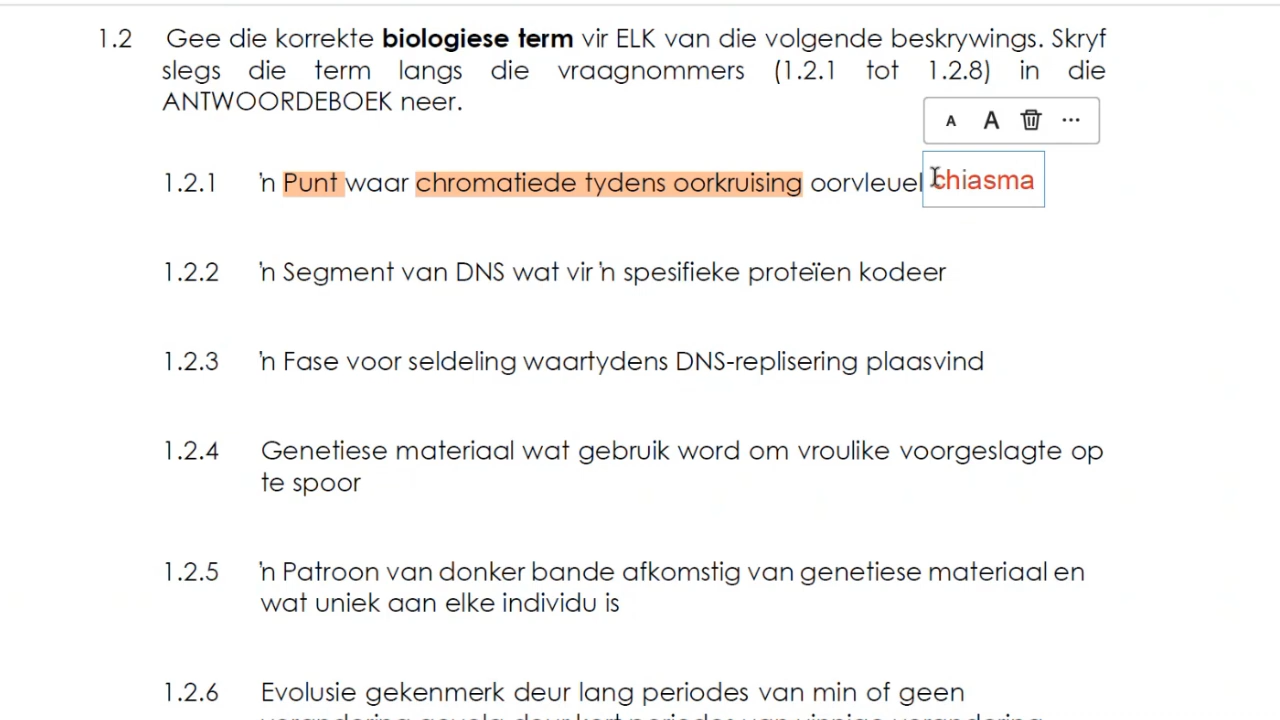 1.2 Gee die korrekte biologiese term vir ELK van die volgende beskrywings. Skryf
slegs die term langs die vraagnommers (1.2.1 tot 1.2.8) in die
ANTWOORDEBOEK neer.
A A ...
1.2.1 'n Punt waar chromatiede tydens oorkruising oorvleuel chiasma
1.2.2 'n Segment van DNS wat vir 'n spesifieke proteïen kodeer
1.2.3 'n Fase voor seldeling waartydens DNS-replisering plaasvind
1.2.4 Genetiese materiaal wat gebruik word om vroulike voorgeslagte op
te spoor
1.2.5 'n Patroon van donker bande afkomstig van genetiese materiaal en
wat uniek aan elke individu is
1.2.6 Evolusie gekenmerk deur lang periodes van min of geen